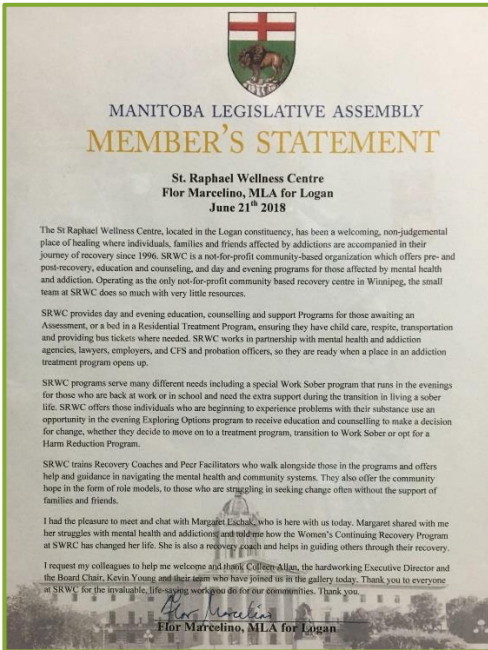 MANITOBA LEGISLATIVE ASSEMBLY
MEMBER'S STATEMENT
St. Raphael Wellness Centre
Flor Marcelino, MLA for Logan
June 21th 2018
The St Raphael Wellness Centre, located in the Logan constituency, has been a welcoming, non-judgemental
place of healing where individuals, families and friends affected by addictions are accompanied in their
journey of recovery since 1996. SRWC is a not-for-profit community-based organization which offers pre- and
post-recovery, education and counseling, and day and evening programs for those affected by mental health
and addiction. Operating as the only not-for-profit community based recovery centre in Winnipeg, the small
team at SRWC does so much with very little resources.
SRWC provides day and evening education, counselling and support Programs for those awaiting an
Assessment, or a bed in a Residential Treatment Program, ensuring they have child care, respite, transportation
and providing bus tickets where needed. SRWC works in partnership with mental health and addiction
agencies, lawyers, employers, and CFS and probation officers, so they are ready when a place in an addiction
treatment program opens up.
SRWC programs serve many different needs including a special Work Sober program that runs in the evenings
for those who are back at work or in school and need the extra support during the transition in living a sober
life. SRWC offers those individuals who are beginning to experience problems with their substance use an
opportunity in the evening Exploring Options program to receive education and counselling to make a decision
for change, whether they decide to move on to a treatment program, transition to Work Sober or opt for a
Harm Reduction Program.
SRWC trains Recovery Coaches and Peer Facilitators who walk alongside those in the programs and offers
help and guidance in navigating the mental health and community systems. They also offer the community
hope in the form of role models, to those who are struggling in seeking change often without the support of
families and friends.
I had the pleasure to meet and chat with Margaret Eschak, who is here with us today. Margaret shared with me
her struggles with mental health and addictions and told me how the Women's Continuing Recovery Program
at SWRC has changed her life. She is also a recovery coach and helps in guiding others through their recovery.
I request my colleagues to help me welcome and thank Colleen Allan, the hardworking Executive Director and
the Board Chair, Kevin Young and their team who have joined us in the gallery today. Thank you to everyone
at SRWC for the invaluable, life-saving work you do for our communities. Thank you.
Flor Marcelino
Flor Marcelino, MLA for Logan